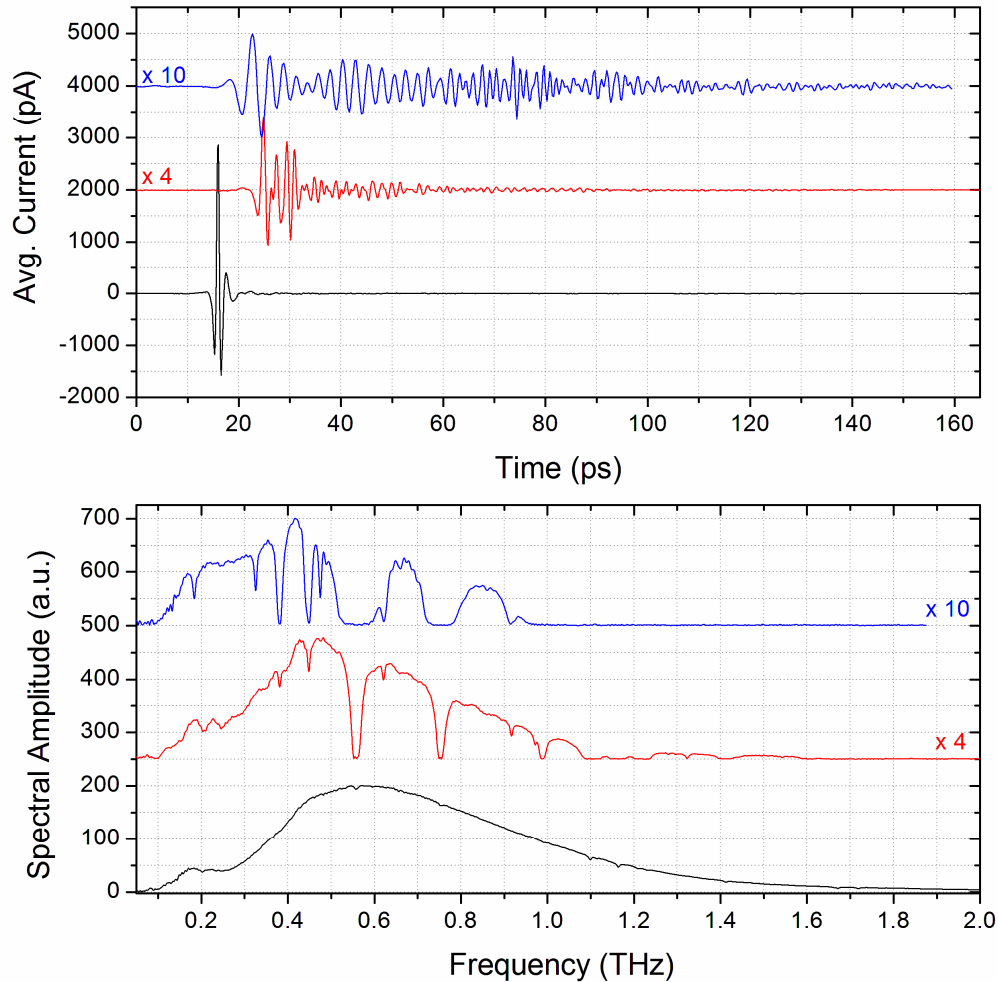 5000
4000
3000
2000
1000
0
-1000
-2000
Avg. Current (pA)
x 10
x 4
0 20 40 60 80 100 120 140 160
Time (ps)
700
600
500
400
300
200
100
0
Spectral Amplitude (a.u.)
x 10
x 4
0.2 0.4 0.6 0.8 1.0 1.2 1.4 1.6 1.8 2.0
Frequency (THz)